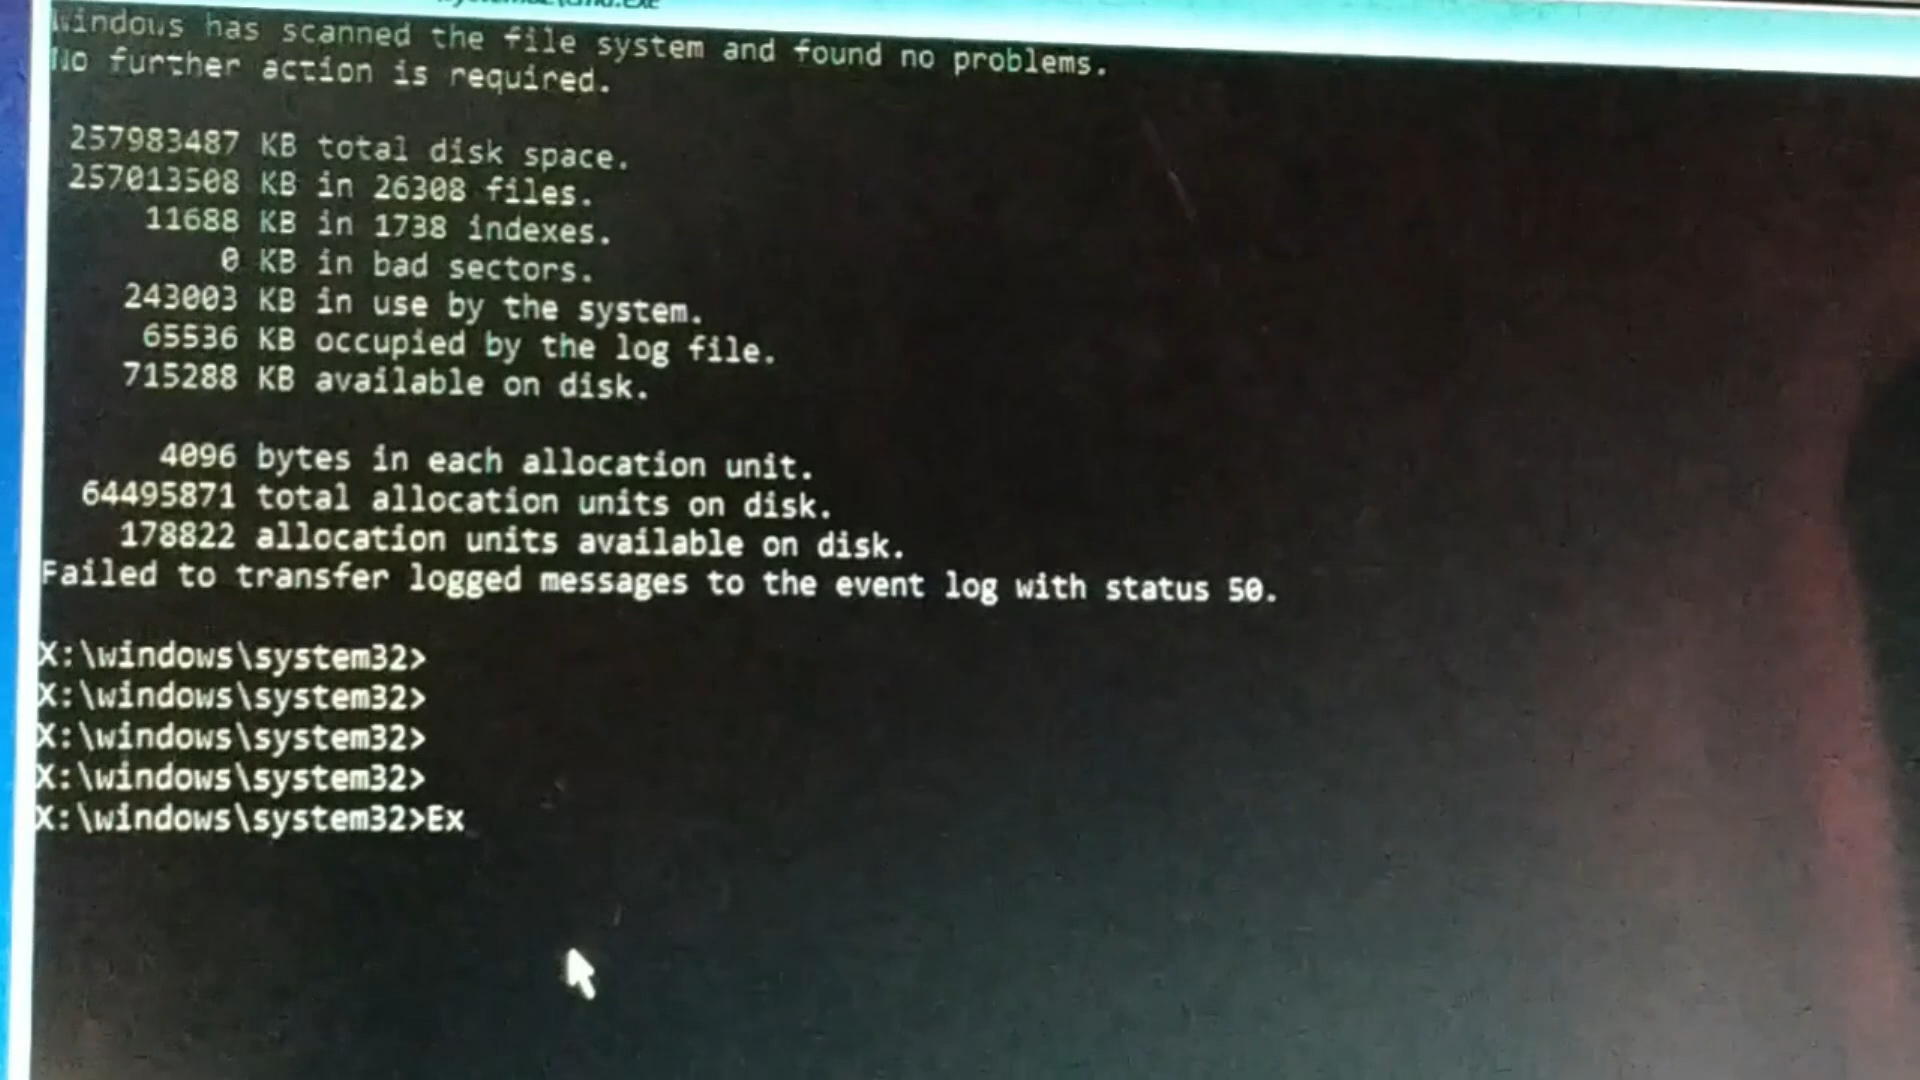 Windows has scanned the file system and found no problems.
No further action is required.
257983487 KB total disk space.
257013508 KB in 26308 files.
11688 KB in 1738 indexes.
0 KB in bad sectors.
243003 KB in use by the system.
65536 KB occupied by the log file.
715288 KB available on disk.
4096 bytes in each allocation unit.
64495871 total allocation units on disk.
178822 allocation units available on disk.
Failed to transfer logged messages to the event log with status 50.
X:\windows\system32>
X:\windows\system32>
X:\windows\system32>
X:\windows\system32>
X:\windows\system32>Ex